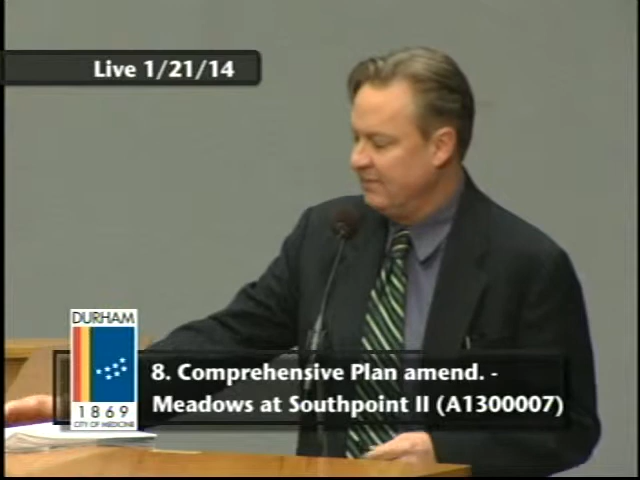 Live 1/21/14
DURHAM
1869
CITY OF MEDICINE
8. Comprehensive Plan amend. -
Meadows at Southpoint II (A1300007)